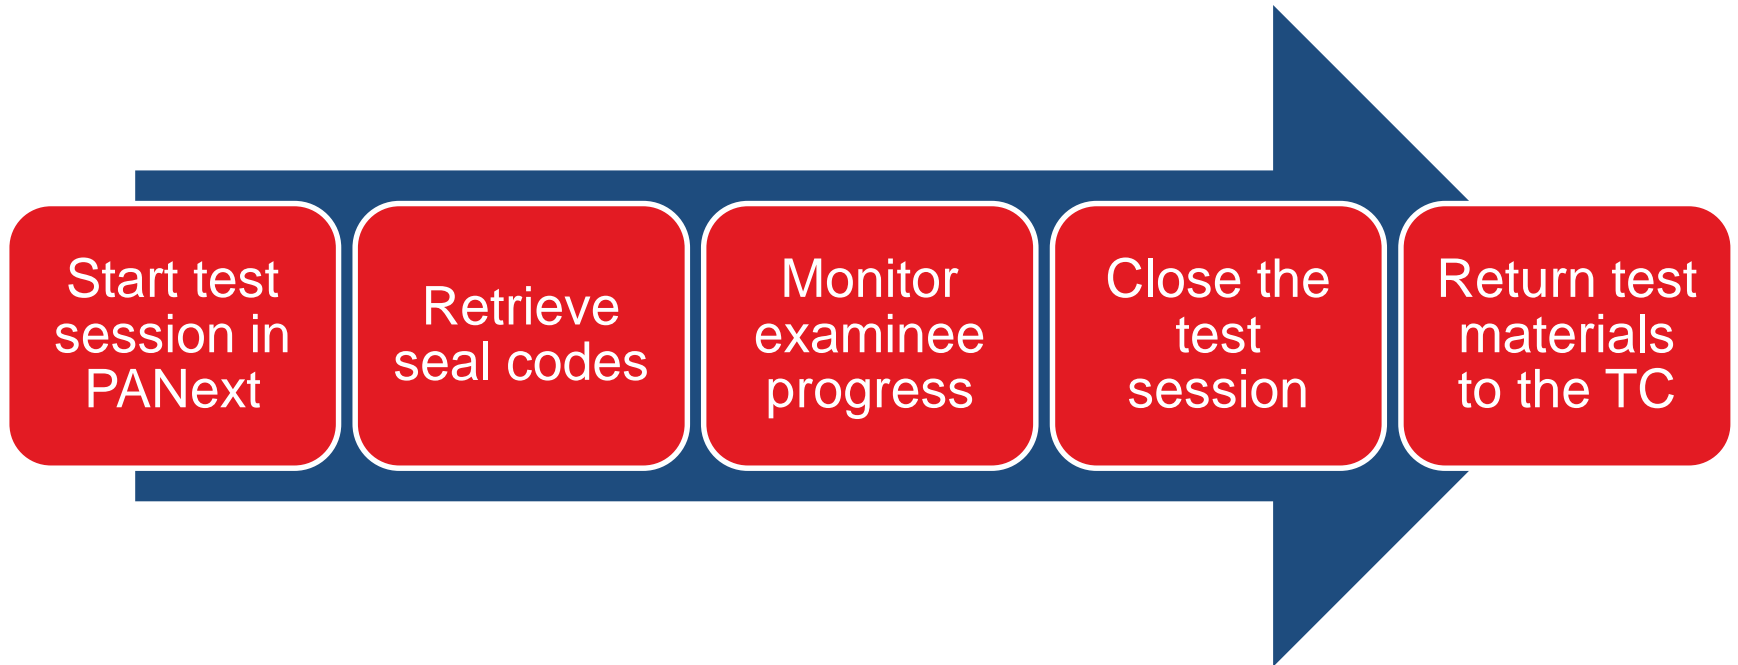 Start test
session in
PANext
Retrieve
seal codes
Monitor
examinee
progress
Close the
test
session
Return test
materials
to the TC